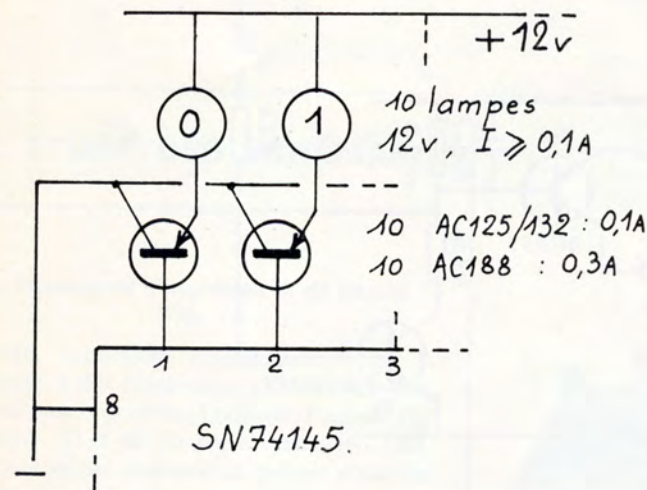 +12v
0 1
10 lampes
12v, I ⩾ 0,1A
10 AC125/132 : 0,1A
10 AC188 : 0,3A
1 2 3
8
SN74145.